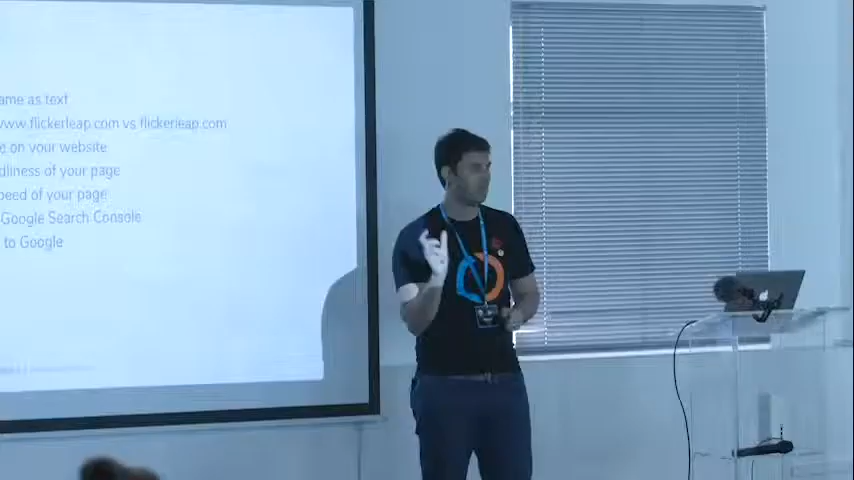 ame as text
www.flickerleap.com vs flickerleap.com
e on your website
dliness of your page
peed of your page
Google Search Console
to Google